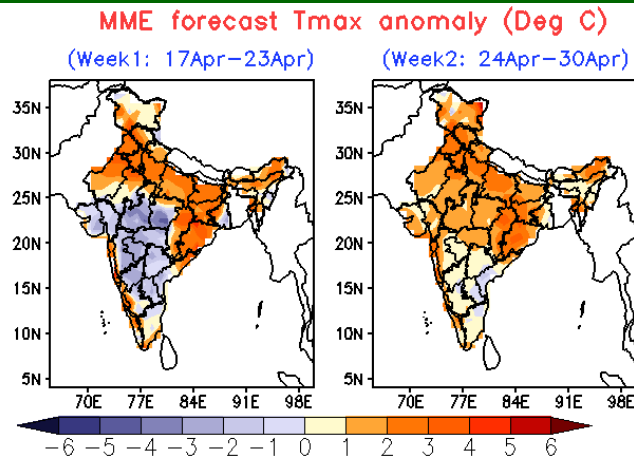 MME forecast Tmax anomaly (Deg C)
(Week1: 17Apr-23Apr)
(Week2: 24Apr-30Apr)
35N
30N
25N
20N
15N
10N
5N
70E 77E 84E 91E 98E
35N
30N
25N
20N
15N
10N
5N
70E 77E 84E 91E 98E
-6 -5 -4 -3 -2 -1 0 1 2 3 4 5 6